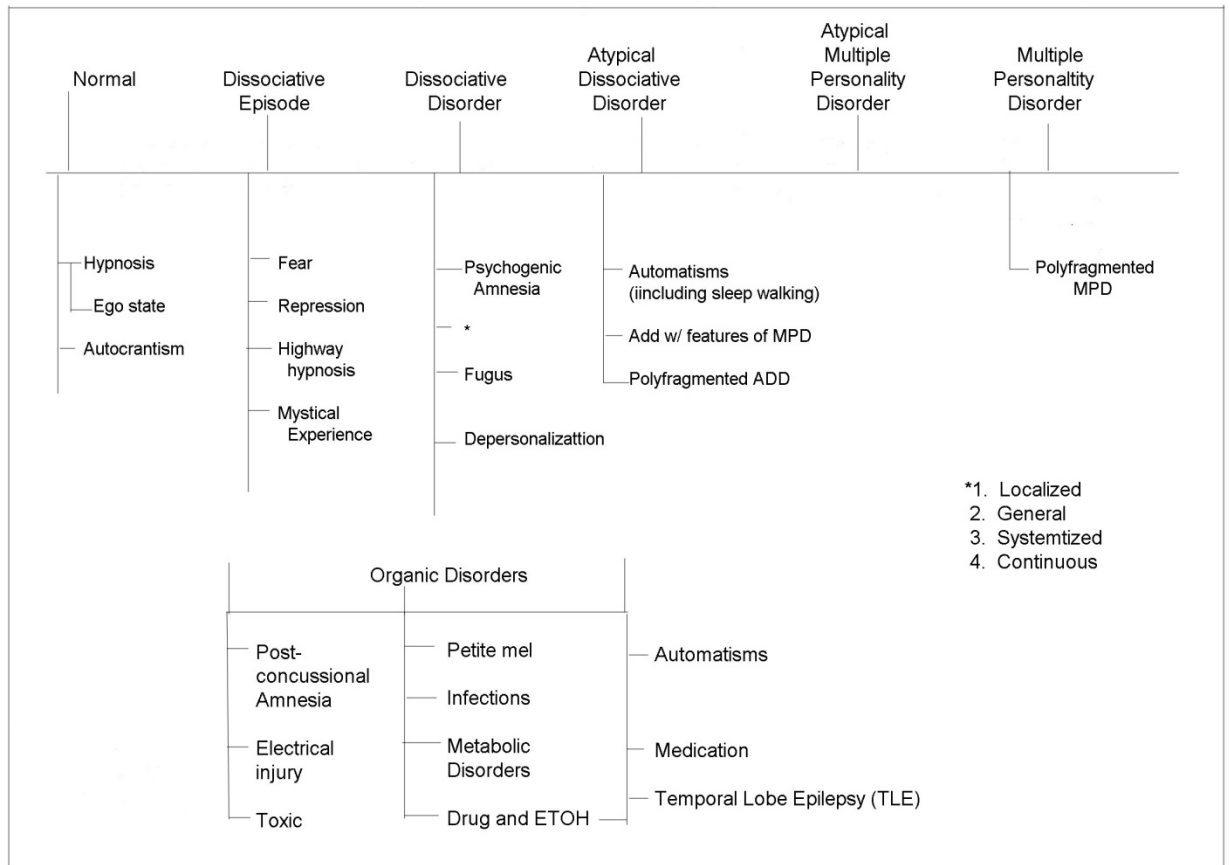 Normal
Dissociative
Episode
Dissociative
Disorder
Atypical
Dissociative
Disorder
Atypical
Multiple
Personality
Disorder
Multiple
Personaltity
Disorder
Hypnosis
Ego state
Autocrantism
Fear
Repression
Highway
hypnosis
Mystical
Experience
Psychogenic
Amnesia
*
Fugus
Depersonalizattion
Automatisms
(iincluding sleep walking)
Add w/ features of MPD
Polyfragmented ADD
Polyfragmented
MPD
*1. Localized
2. General
3. Systemtized
4. Continuous
Organic Disorders
Post-
concussional
Amnesia
Electrical
injury
Toxic
Petite mel
Infections
Metabolic
Disorders
Drug and ETOH
Automatisms
Medication
Temporal Lobe Epilepsy (TLE)